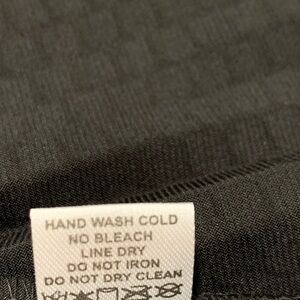 HAND WASH COLD
NO BLEACH
LINE DRY
DO NOT IRON
DO NOT DRY CLEAN